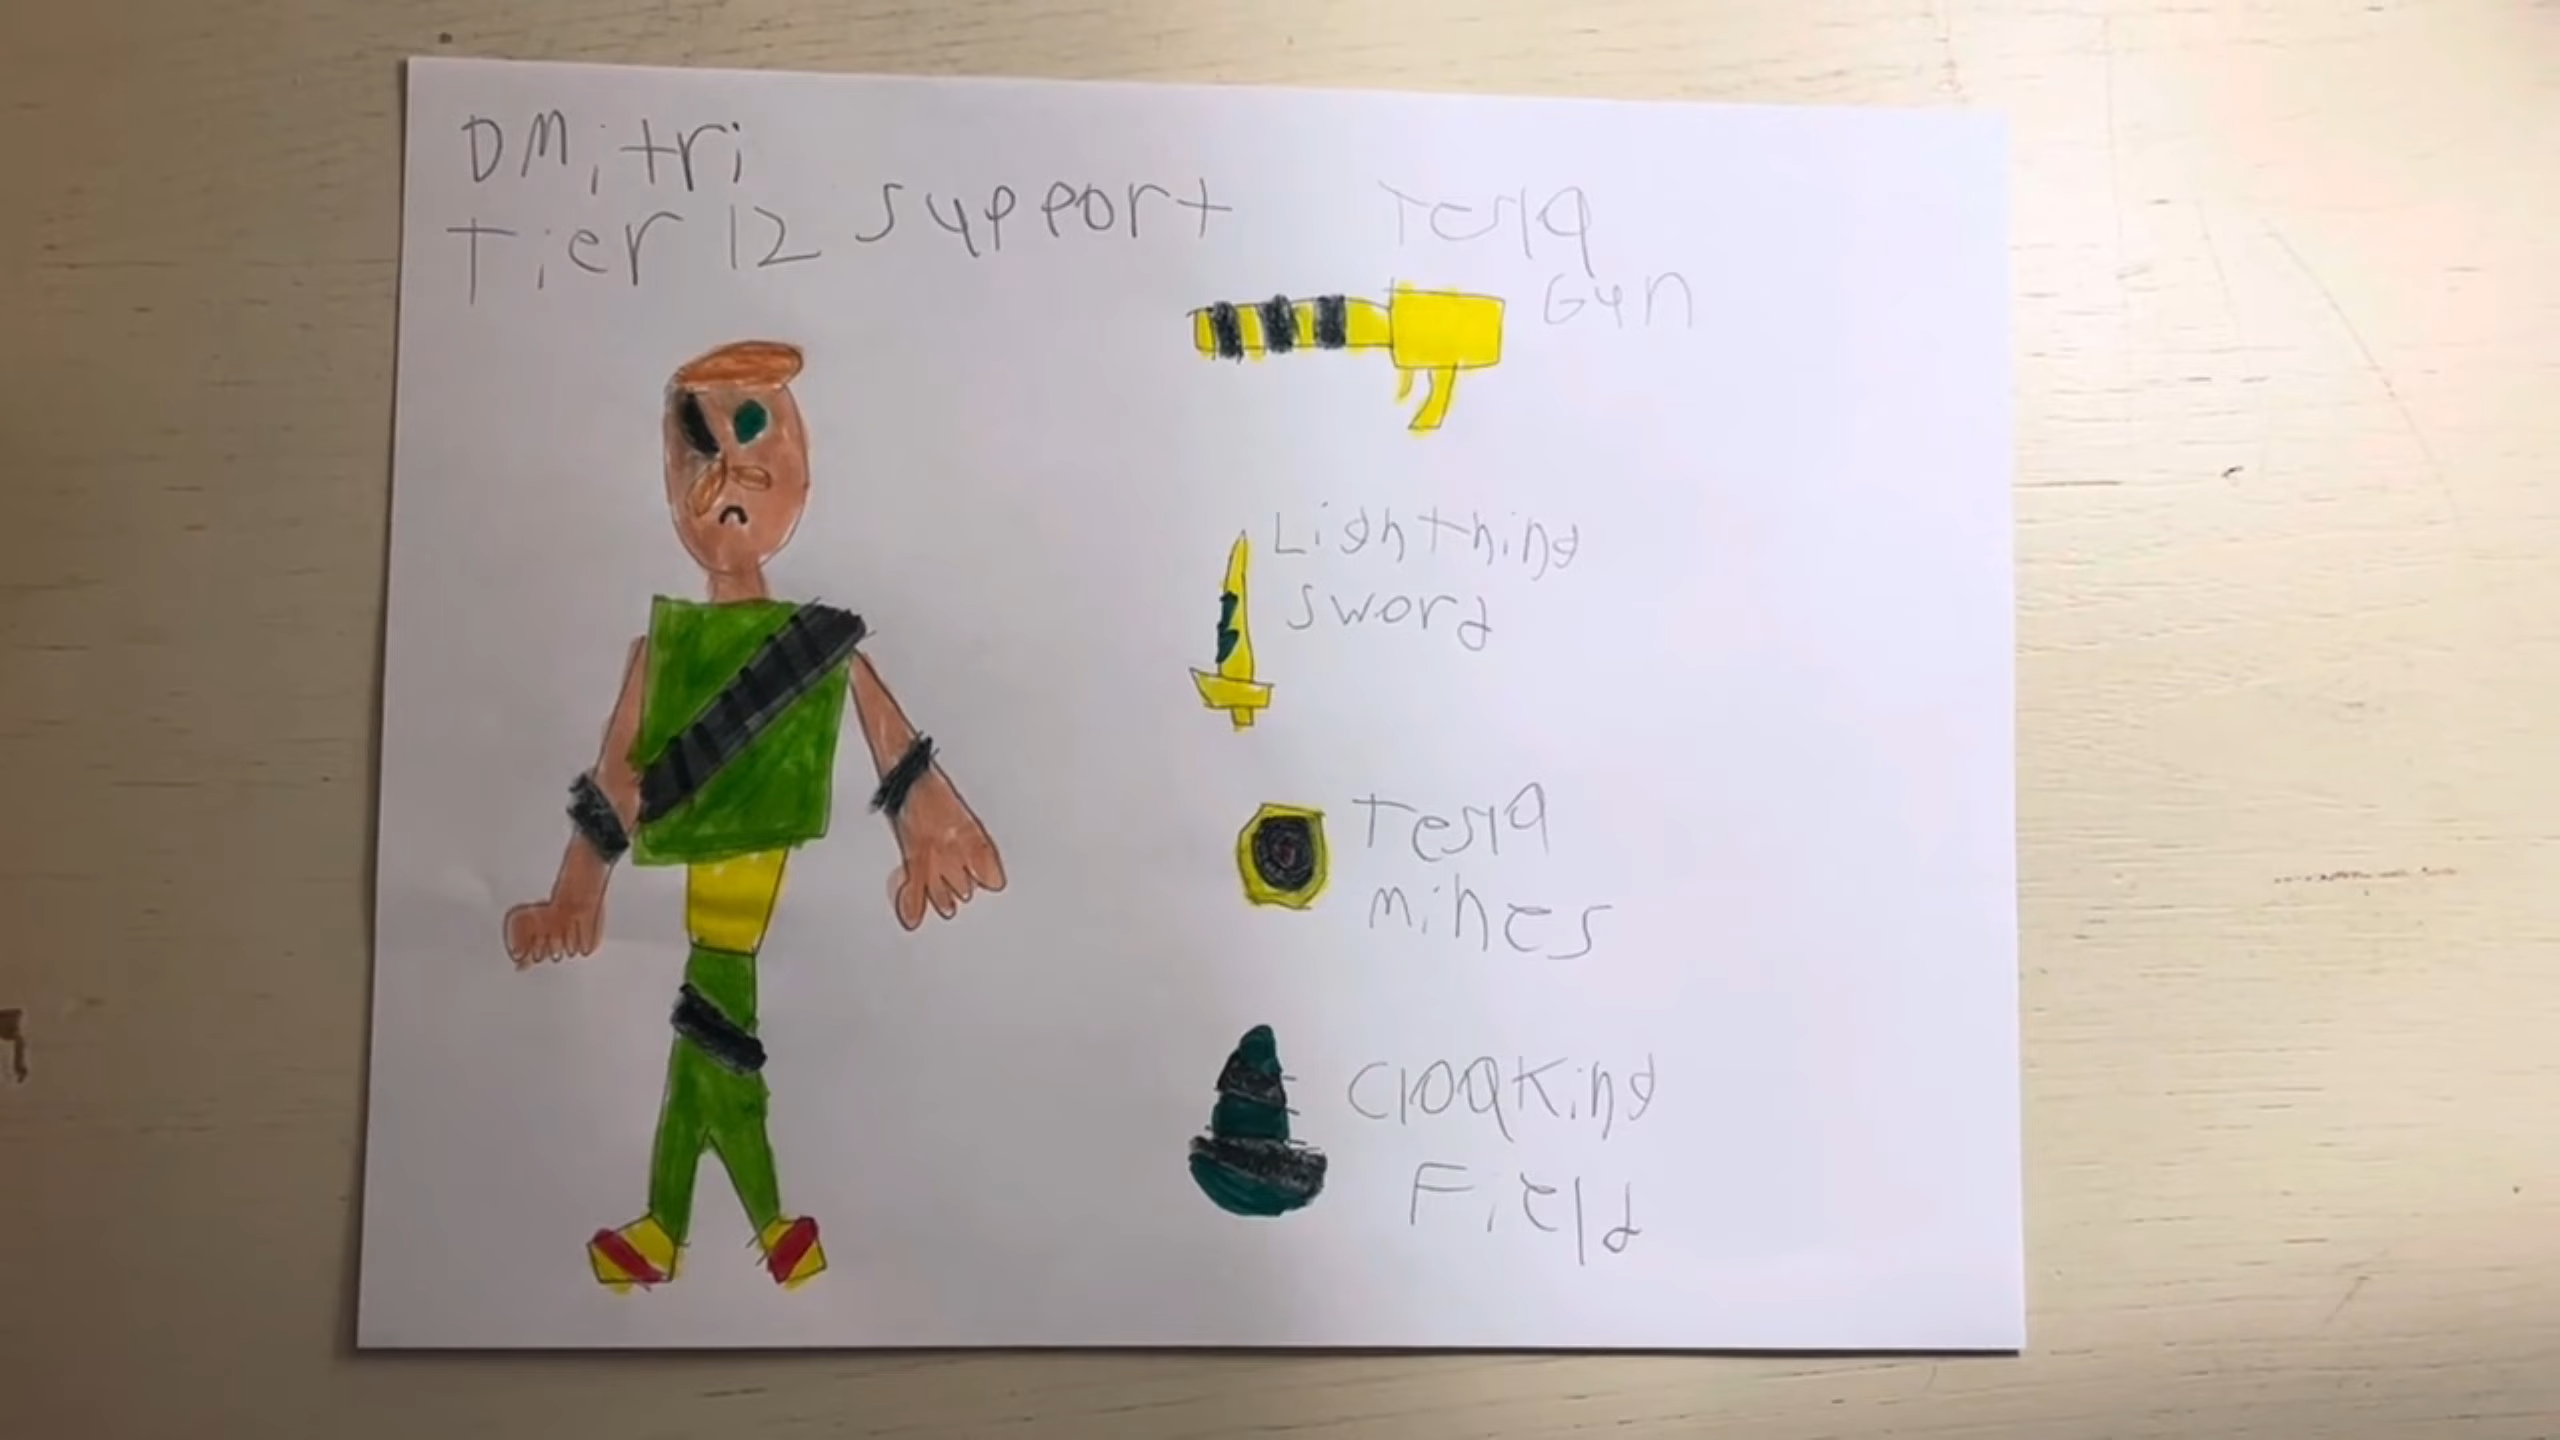 DMitri
Tier 12 support
Tesla
Gun
Lightning
sword
Tesla
mines
cloaking
Field